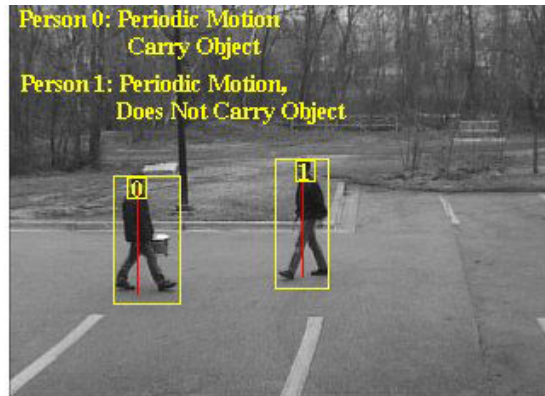 Person 0: Periodic Motion
Carry Object
Person 1: Periodic Motion,
Does Not Carry Object
0
1